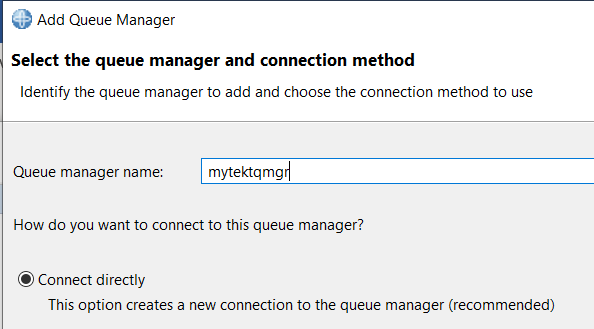 Add Queue Manager
Select the queue manager and connection method
Identify the queue manager to add and choose the connection method to use
Queue manager name: mytektqmgr
How do you want to connect to this queue manager?
Connect directly
This option creates a new connection to the queue manager (recommended)